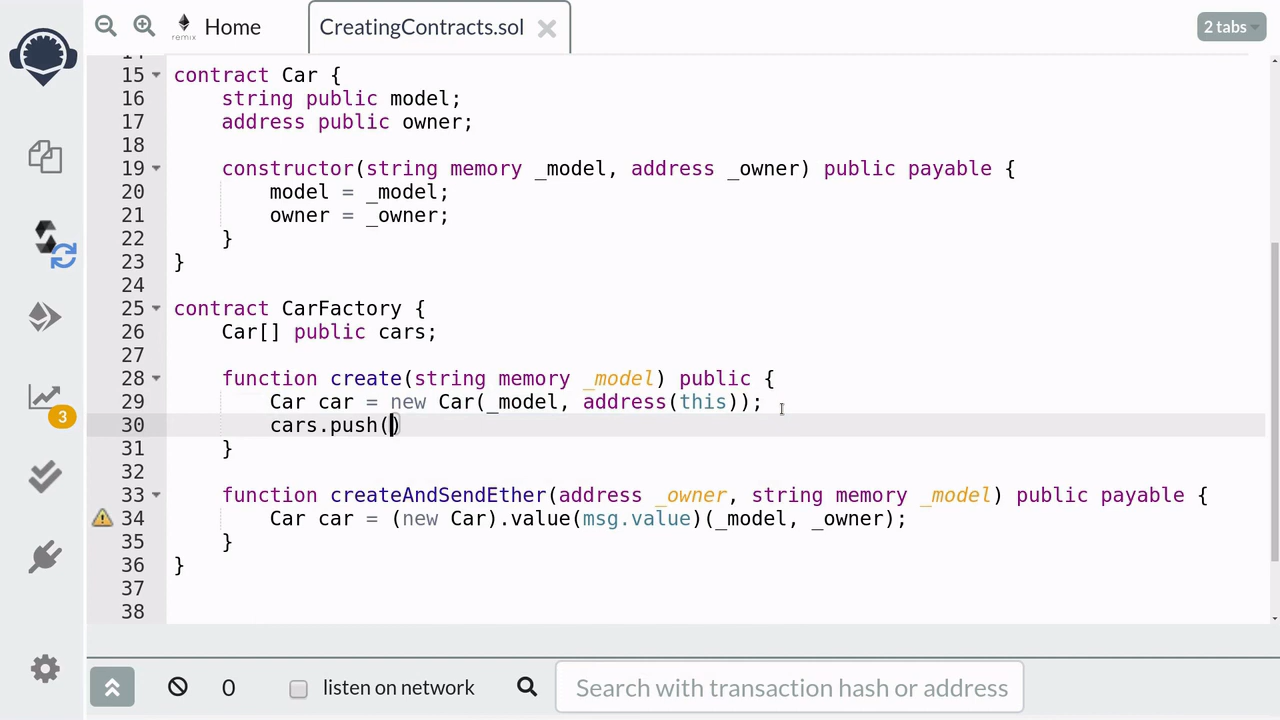 remix
Home
CreatingContracts.sol
2 tabs
15 contract Car {
16 string public model;
17 address public owner;
18
19 constructor(string memory _model, address _owner) public payable {
20 model = _model;
21 owner = _owner;
22 }
23 }
24
25 contract CarFactory {
26 Car[] public cars;
27
28 function create(string memory _model) public {
29 Car car = new Car(_model, address(this));
30 cars.push()
31 }
32
33 function createAndSendEther(address _owner, string memory _model) public payable {
34 Car car = (new Car).value(msg.value)(_model, _owner);
35 }
36 }
37
38
3
0
listen on network
Search with transaction hash or address